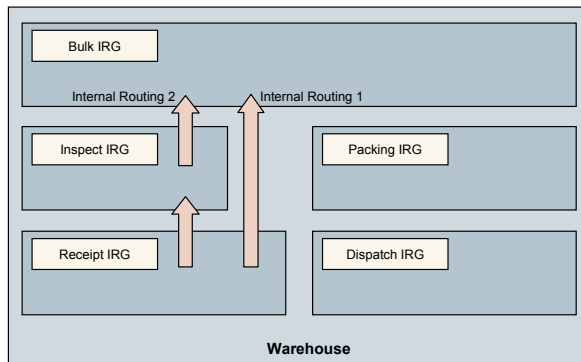 Bulk IRG
Internal Routing 2
Internal Routing 1
Inspect IRG
Packing IRG
Receipt IRG
Dispatch IRG
Warehouse